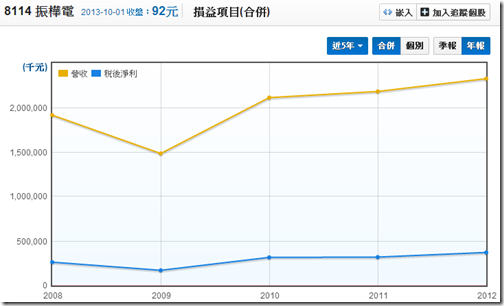 8114 振樺電 2013-10-01 收盤：92元 損益項目(合併) 嵌入 加入追蹤個股
近5年 合併 個別 季報 年報
(千元)
營收 稅後淨利
2,000,000
1,500,000
1,000,000
500,000
0
2008 2009 2010 2011 2012